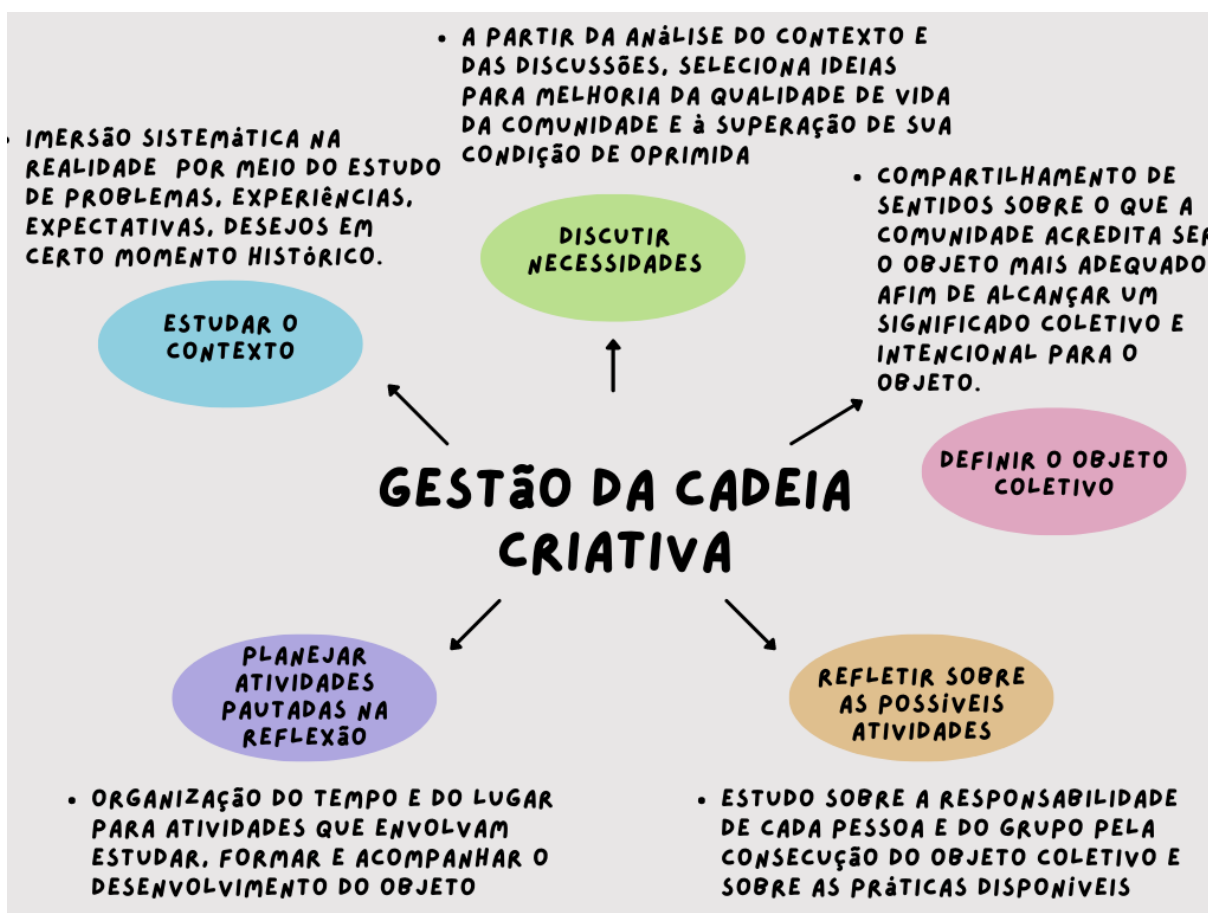 • A PARTIR DA ANÁLISE DO CONTEXTO E
DAS DISCUSSÕES, SELECIONA IDEIAS
PARA MELHORIA DA QUALIDADE DE VIDA
DA COMUNIDADE E À SUPERAÇÃO DE SUA
CONDIÇÃO DE OPRIMIDA
• IMERSÃO SISTEMÁTICA NA
REALIDADE POR MEIO DO ESTUDO
DE PROBLEMAS, EXPERIÊNCIAS,
EXPECTATIVAS, DESEJOS EM
CERTO MOMENTO HISTÓRICO.
• COMPARTILHAMENTO DE
SENTIDOS SOBRE O QUE A
COMUNIDADE ACREDITA SER
O OBJETO MAIS ADEQUADO
AFIM DE ALCANÇAR UM
SIGNIFICADO COLETIVO E
INTENCIONAL PARA O
OBJETO.
DISCUTIR
NECESSIDADES
ESTUDAR O
CONTEXTO
DEFINIR O OBJETO
COLETIVO
GESTÃO DA CADEIA
CRIATIVA
PLANEJAR
ATIVIDADES
PAUTADAS NA
REFLEXÃO
REFLETIR SOBRE
AS POSSÍVEIS
ATIVIDADES
• ORGANIZAÇÃO DO TEMPO E DO LUGAR
PARA ATIVIDADES QUE ENVOLVAM
ESTUDAR, FORMAR E ACOMPANHAR O
DESENVOLVIMENTO DO OBJETO
• ESTUDO SOBRE A RESPONSABILIDADE
DE CADA PESSOA E DO GRUPO PELA
CONSECUÇÃO DO OBJETO COLETIVO E
SOBRE AS PRÁTICAS DISPONÍVEIS